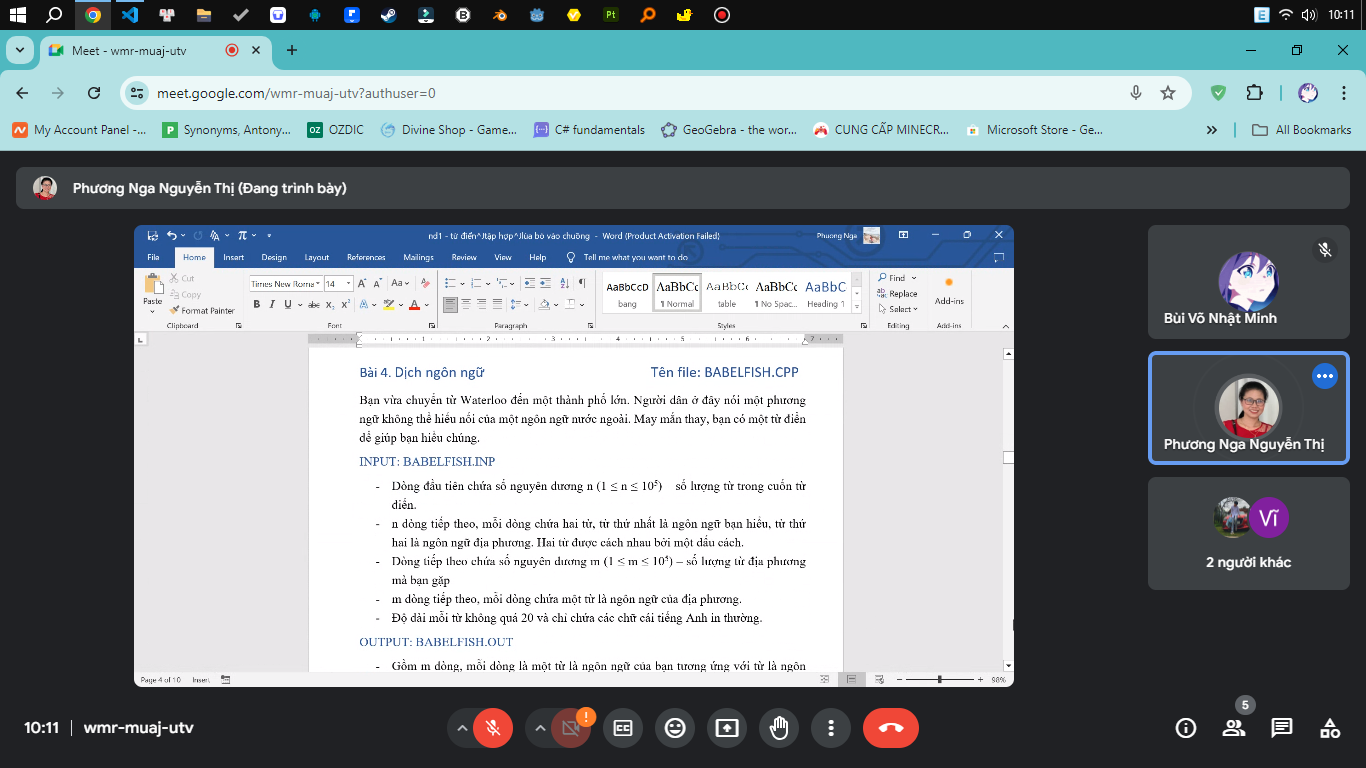 10:11
Meet - wmr-muaj-utv
meet.google.com/wmr-muaj-utv?authuser=0
My Account Panel -... Synonyms, Antony... OZDIC Divine Shop - Game... C# fundamentals GeoGebra - the wor... CUNG CẤP MINECR... Microsoft Store - Ge... All Bookmarks
Phương Nga Nguyễn Thị (Đang trình bày)
nd1 - từ điển^Jtập hợp^Jlùa bò vào chuồng - Word (Product Activation Failed) Phuong Nga
File Home Insert Design Layout References Mailings Review View Help Tell me what you want to do
Paste
Cut
Copy
Format Painter
Clipboard
Times New Roma 14
Font
Paragraph
AaBbCcD AaBbCc AaBbCc AaBbCc AaBbC
bang ¶ Normal table ¶ No Spac... Heading 1
Styles
Find
Replace
Select
Editing
Add-ins
Add-ins
1 2 3 4 5 6 7
Bài 4. Dịch ngôn ngữ Tên file: BABELFISH.CPP
Bạn vừa chuyển từ Waterloo đến một thành phố lớn. Người dân ở đây nói một phương
ngữ không thể hiểu nổi của một ngôn ngữ nước ngoài. May mắn thay, bạn có một từ điển
để giúp bạn hiểu chúng.
INPUT: BABELFISH.INP
- Dòng đầu tiên chứa số nguyên dương n (1 ≤ n ≤ 10⁵) số lượng từ trong cuốn từ
điển.
- n dòng tiếp theo, mỗi dòng chứa hai từ, từ thứ nhất là ngôn ngữ bạn hiểu, từ thứ
hai là ngôn ngữ địa phương. Hai từ được cách nhau bởi một dấu cách.
- Dòng tiếp theo chứa số nguyên dương m (1 ≤ m ≤ 10⁵) – số lượng từ địa phương
mà bạn gặp
- m dòng tiếp theo, mỗi dòng chứa một từ là ngôn ngữ của địa phương.
- Độ dài mỗi từ không quá 20 và chỉ chứa các chữ cái tiếng Anh in thường.
OUTPUT: BABELFISH.OUT
- Gồm m dòng, mỗi dòng là một từ là ngôn ngữ của bạn tương ứng với từ là ngôn
Page 4 of 10 Insert 98%
Bùi Võ Nhật Minh
Phương Nga Nguyễn Thị
Vĩ
2 người khác
10:11 wmr-muaj-utv
5